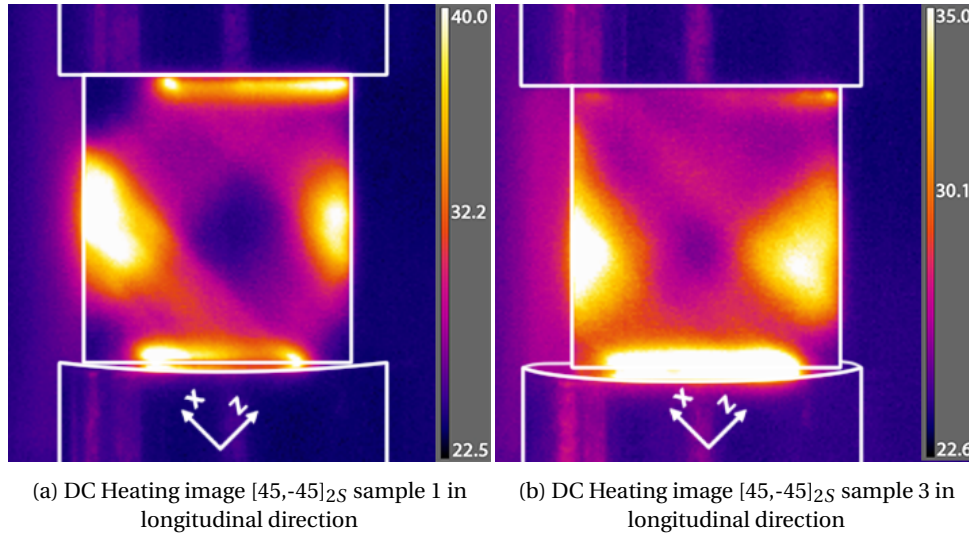 40.0
32.2
22.5
X
Z
35.0
30.1
22.6
X
Z
(a) DC Heating image [45,-45]2S sample 1 in
longitudinal direction
(b) DC Heating image [45,-45]2S sample 3 in
longitudinal direction